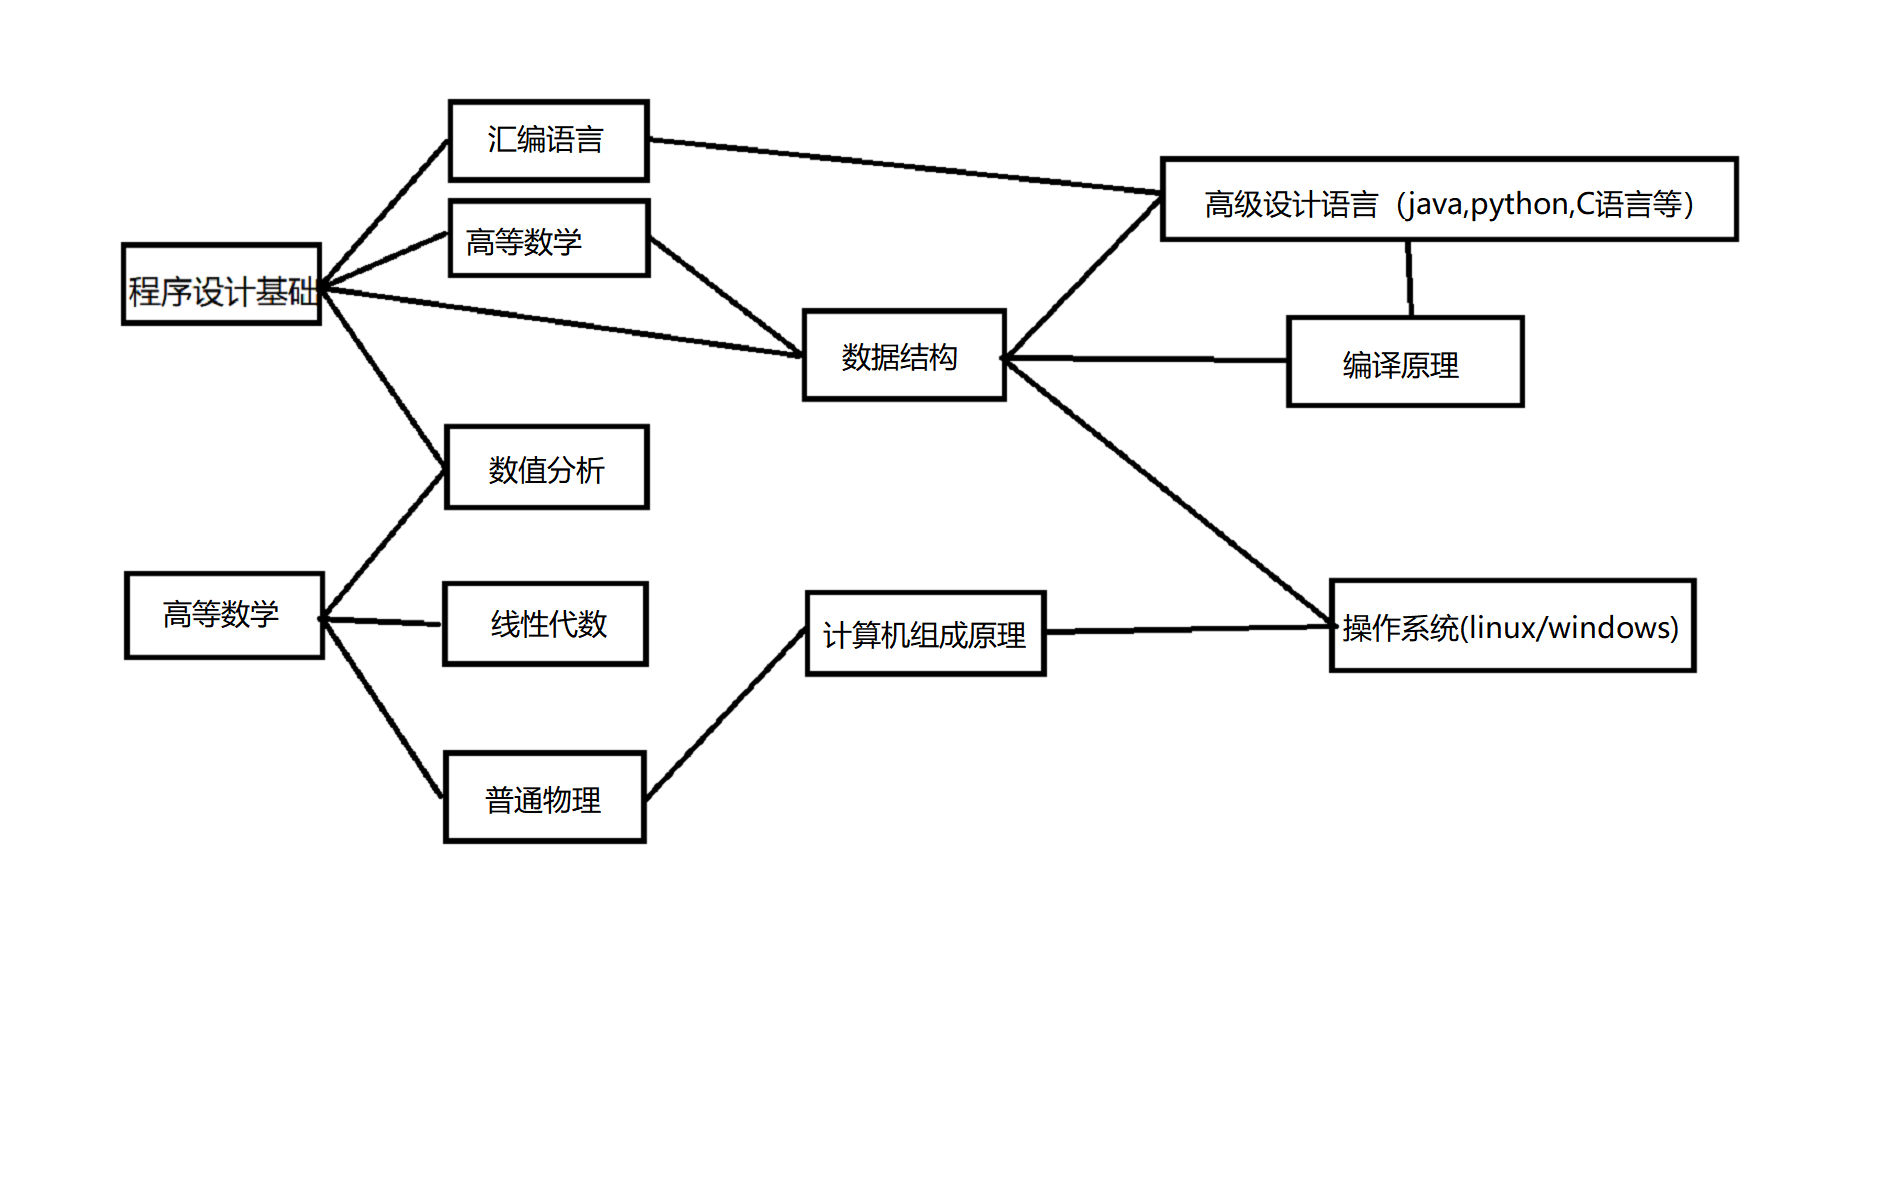 汇编语言
高级设计语言（java,python,C语言等）
高等数学
程序设计基础
数据结构
编译原理
数值分析
高等数学
线性代数
计算机组成原理
操作系统(linux/windows)
普通物理